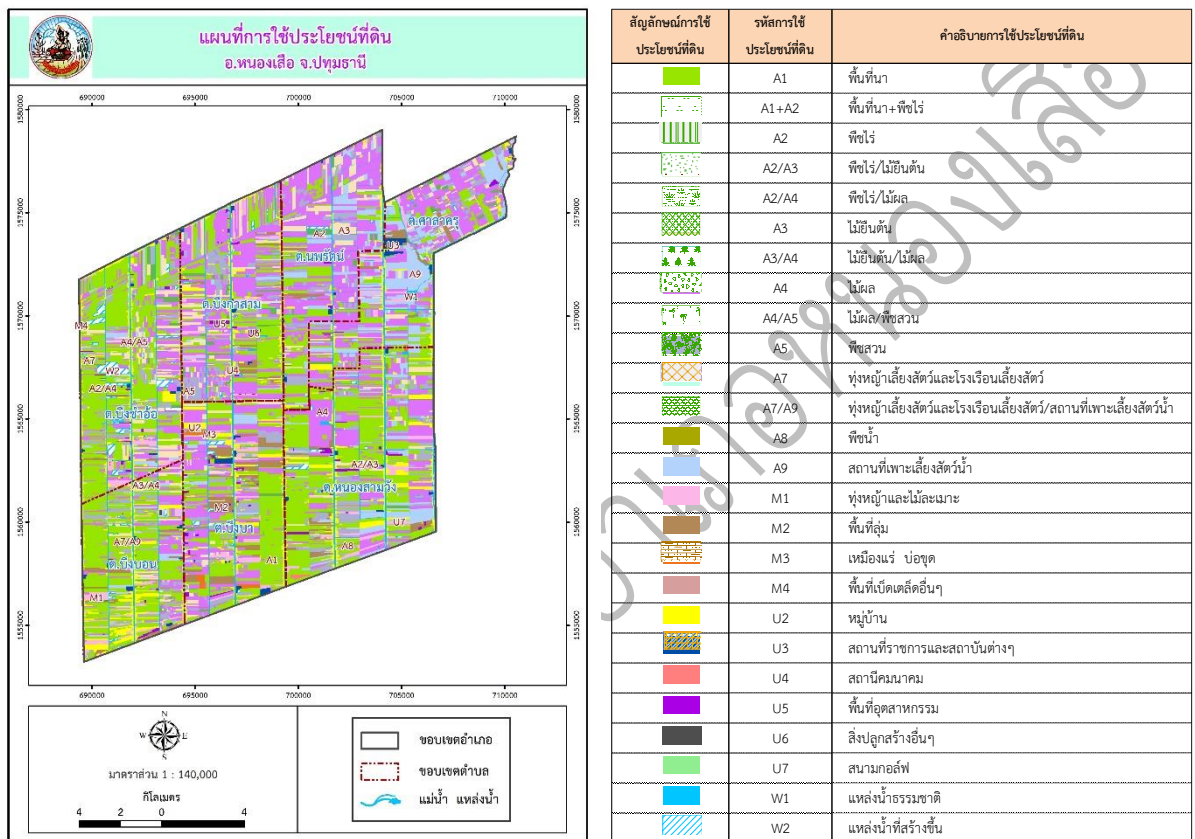 แผนที่การใช้ประโยชน์ที่ดิน
อ.หนองเสือ จ.ปทุมธานี
690000 695000 700000 705000 710000
1580000 1580000
1575000 1575000
1570000 1570000
1565000 1565000
1560000 1560000
1555000 1555000
ต.ศาลาคร
A2 A3 U3
ต.นพรัตน์
A9
W1
ต.บึงกาสาม
M4 U5 U6
A4/A5
A7 W2 U4
A2/A4 A5
ต.บึงชำอ้อ A4
U2 M3
A2/A3
A3/A4 ต.หนองสามวัง
M2
ต.บึงบา U7
A7/A9 A8
ต.บึงบอน A1
M1
690000 695000 700000 705000 710000
N
W E
S
มาตราส่วน 1 : 140,000
กิโลเมตร
4 2 0 4
ขอบเขตอำเภอ
ขอบเขตตำบล
แม่น้ำ แหล่งน้ำ
สัญลักษณ์การใช้ประโยชน์ที่ดิน รหัสการใช้ประโยชน์ที่ดิน คำอธิบายการใช้ประโยชน์ที่ดิน
A1 พื้นที่นา
A1+A2 พื้นที่นา+พืชไร่
A2 พืชไร่
A2/A3 พืชไร่/ไม้ยืนต้น
A2/A4 พืชไร่/ไม้ผล
A3 ไม้ยืนต้น
A3/A4 ไม้ยืนต้น/ไม้ผล
A4 ไม้ผล
A4/A5 ไม้ผล/พืชสวน
A5 พืชสวน
A7 ทุ่งหญ้าเลี้ยงสัตว์และโรงเรือนเลี้ยงสัตว์
A7/A9 ทุ่งหญ้าเลี้ยงสัตว์และโรงเรือนเลี้ยงสัตว์/สถานที่เพาะเลี้ยงสัตว์น้ำ
A8 พืชน้ำ
A9 สถานที่เพาะเลี้ยงสัตว์น้ำ
M1 ทุ่งหญ้าและไม้ละเมาะ
M2 พื้นที่ลุ่ม
M3 เหมืองแร่ บ่อขุด
M4 พื้นที่เบ็ดเตล็ดอื่นๆ
U2 หมู่บ้าน
U3 สถานที่ราชการและสถาบันต่างๆ
U4 สถานีคมนาคม
U5 พื้นที่อุตสาหกรรม
U6 สิ่งปลูกสร้างอื่นๆ
U7 สนามกอล์ฟ
W1 แหล่งน้ำธรรมชาติ
W2 แหล่งน้ำที่สร้างขึ้น